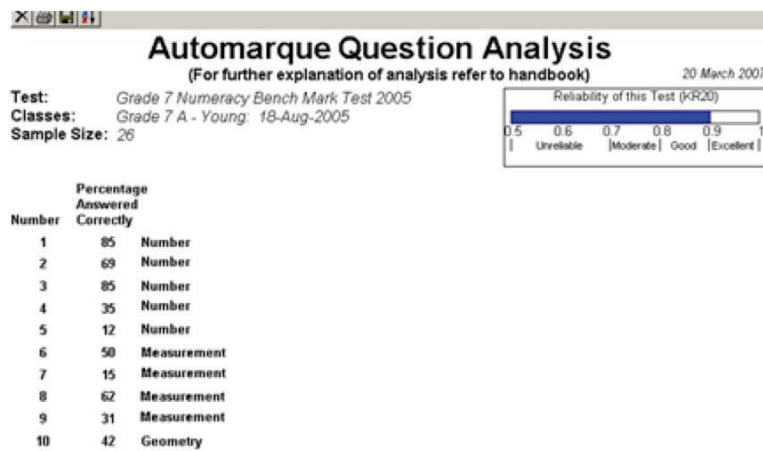 Automarque Question Analysis
(For further explanation of analysis refer to handbook) 20 March 2007
Test: Grade 7 Numeracy Bench Mark Test 2005
Classes: Grade 7 A - Young: 18-Aug-2005
Sample Size: 26
Reliability of this Test (KR20)
0.5 0.6 0.7 0.8 0.9 1
| Unreliable |Moderate| Good |Excellent|
Percentage
Answered
Number Correctly
1 85 Number
2 69 Number
3 85 Number
4 35 Number
5 12 Number
6 50 Measurement
7 15 Measurement
8 62 Measurement
9 31 Measurement
10 42 Geometry